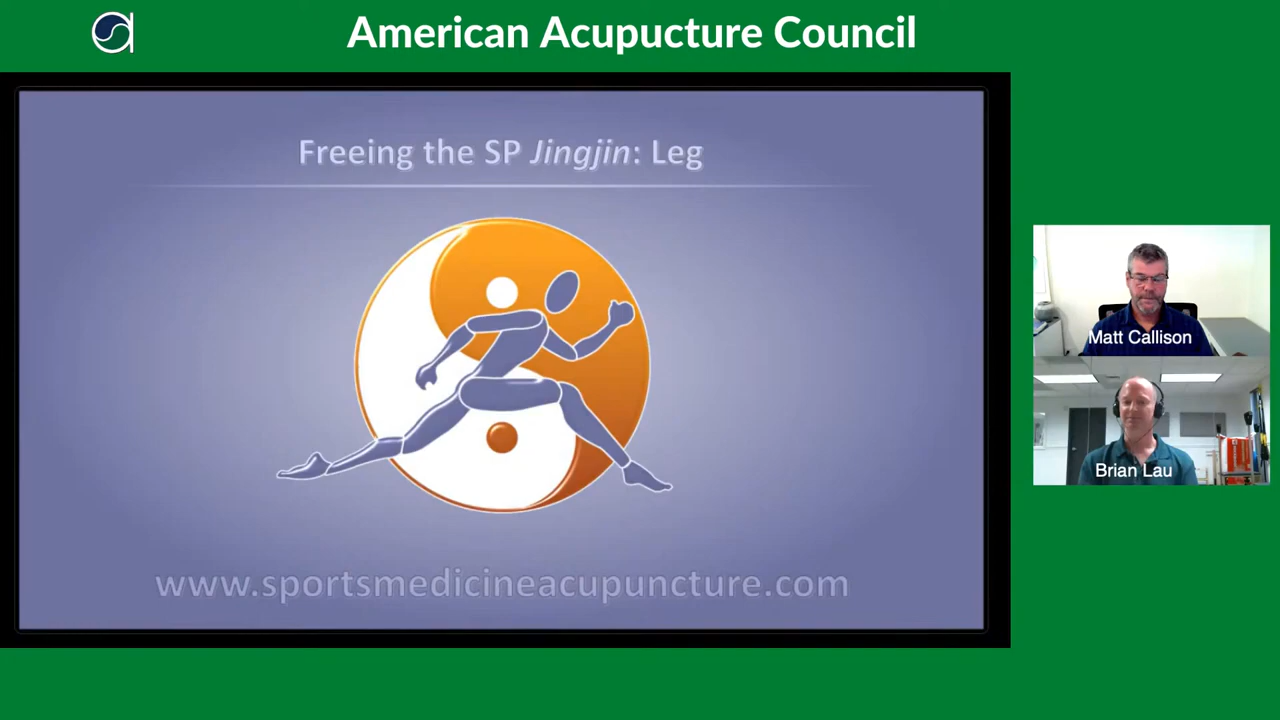 American Acupucture Council
Freeing the SP Jingjin: Leg
www.sportsmedicineacupuncture.com
Matt Callison
Brian Lau